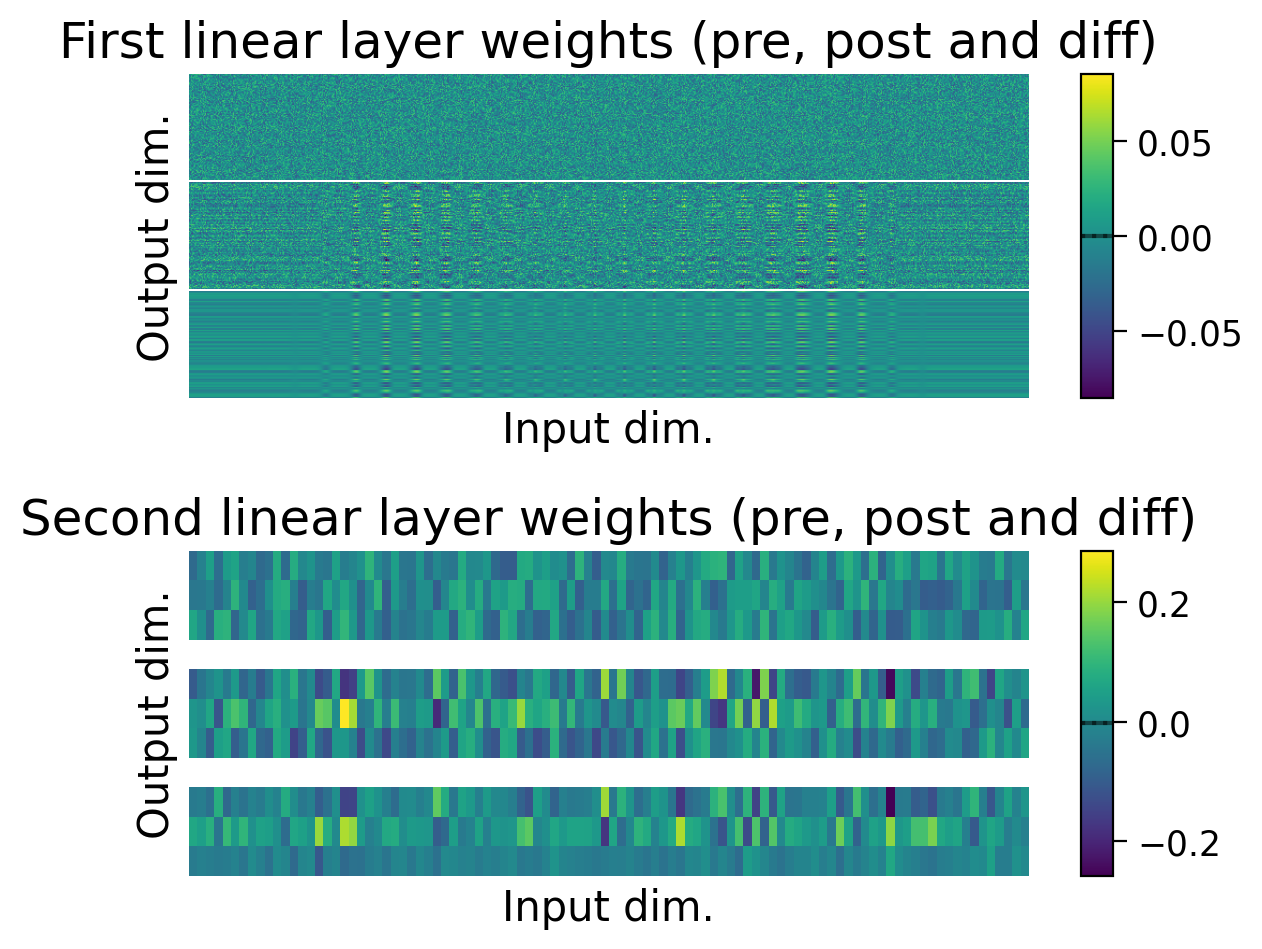 First linear layer weights (pre, post and diff)
Output dim.
0.05
0.00
−0.05
Input dim.
Second linear layer weights (pre, post and diff)
Output dim.
0.2
0.0
−0.2
Input dim.